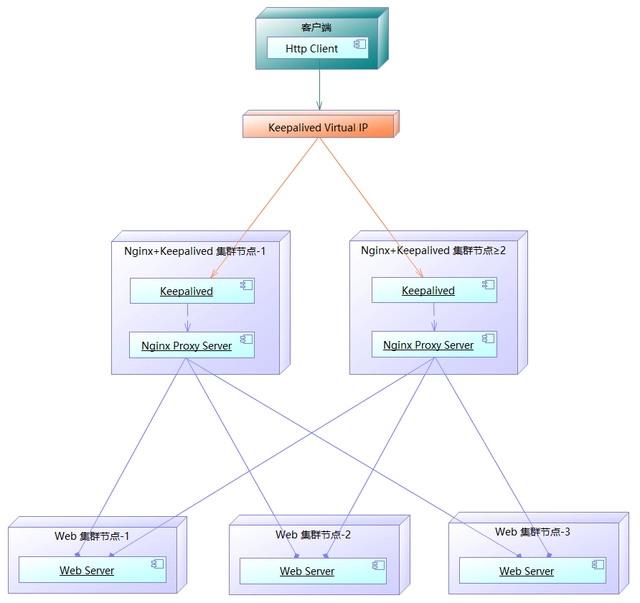 客户端
Http Client
Keepalived Virtual IP
Nginx+Keepalived 集群节点-1
Nginx+Keepalived 集群节点≥2
Keepalived
Keepalived
Nginx Proxy Server
Nginx Proxy Server
Web 集群节点-1
Web 集群节点-2
Web 集群节点-3
Web Server
Web Server
Web Server